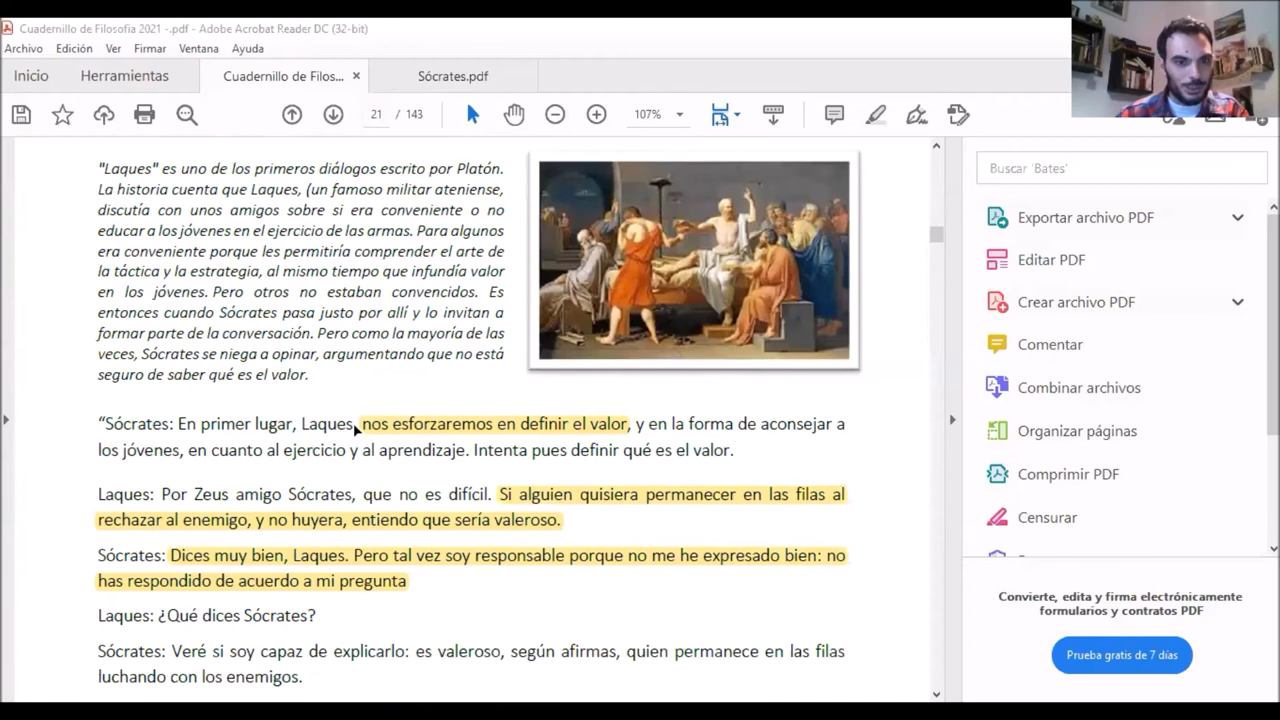 Cuadernillo de Filosofía 2021 -.pdf - Adobe Acrobat Reader DC (32-bit)
Archivo Edición Ver Firmar Ventana Ayuda
Inicio Herramientas Cuadernillo de Filos... × Sócrates.pdf
21 / 143 107%
"Laques" es uno de los primeros diálogos escrito por Platón.
La historia cuenta que Laques, (un famoso militar ateniense,
discutía con unos amigos sobre si era conveniente o no
educar a los jóvenes en el ejercicio de las armas. Para algunos
era conveniente porque les permitiría comprender el arte de
la táctica y la estrategia, al mismo tiempo que infundía valor
en los jóvenes. Pero otros no estaban convencidos. Es
entonces cuando Sócrates pasa justo por allí y lo invitan a
formar parte de la conversación. Pero como la mayoría de las
veces, Sócrates se niega a opinar, argumentando que no está
seguro de saber qué es el valor.
“Sócrates: En primer lugar, Laques, nos esforzaremos en definir el valor, y en la forma de aconsejar a
los jóvenes, en cuanto al ejercicio y al aprendizaje. Intenta pues definir qué es el valor.
Laques: Por Zeus amigo Sócrates, que no es difícil. Si alguien quisiera permanecer en las filas al
rechazar al enemigo, y no huyera, entiendo que sería valeroso.
Sócrates: Dices muy bien, Laques. Pero tal vez soy responsable porque no me he expresado bien: no
has respondido de acuerdo a mi pregunta
Laques: ¿Qué dices Sócrates?
Sócrates: Veré si soy capaz de explicarlo: es valeroso, según afirmas, quien permanece en las filas
luchando con los enemigos.
Buscar 'Bates'
Exportar archivo PDF
Editar PDF
Crear archivo PDF
Comentar
Combinar archivos
Organizar páginas
Comprimir PDF
Censurar
Convierte, edita y firma electrónicamente
formularios y contratos PDF
Prueba gratis de 7 días